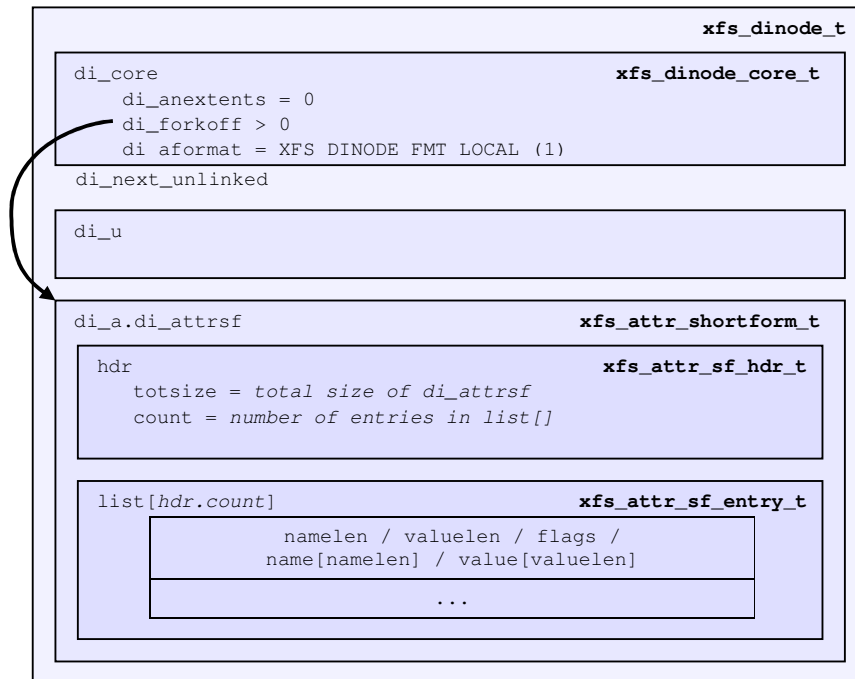 xfs_dinode_t
di_core xfs_dinode_core_t
di_anextents = 0
di_forkoff > 0
di aformat = XFS DINODE FMT LOCAL (1)
di_next_unlinked
di_u
di_a.di_attrsf xfs_attr_shortform_t
hdr xfs_attr_sf_hdr_t
totsize = total size of di_attrsf
count = number of entries in list[]
list[hdr.count] xfs_attr_sf_entry_t
namelen / valuelen / flags /
name[namelen] / value[valuelen]
...